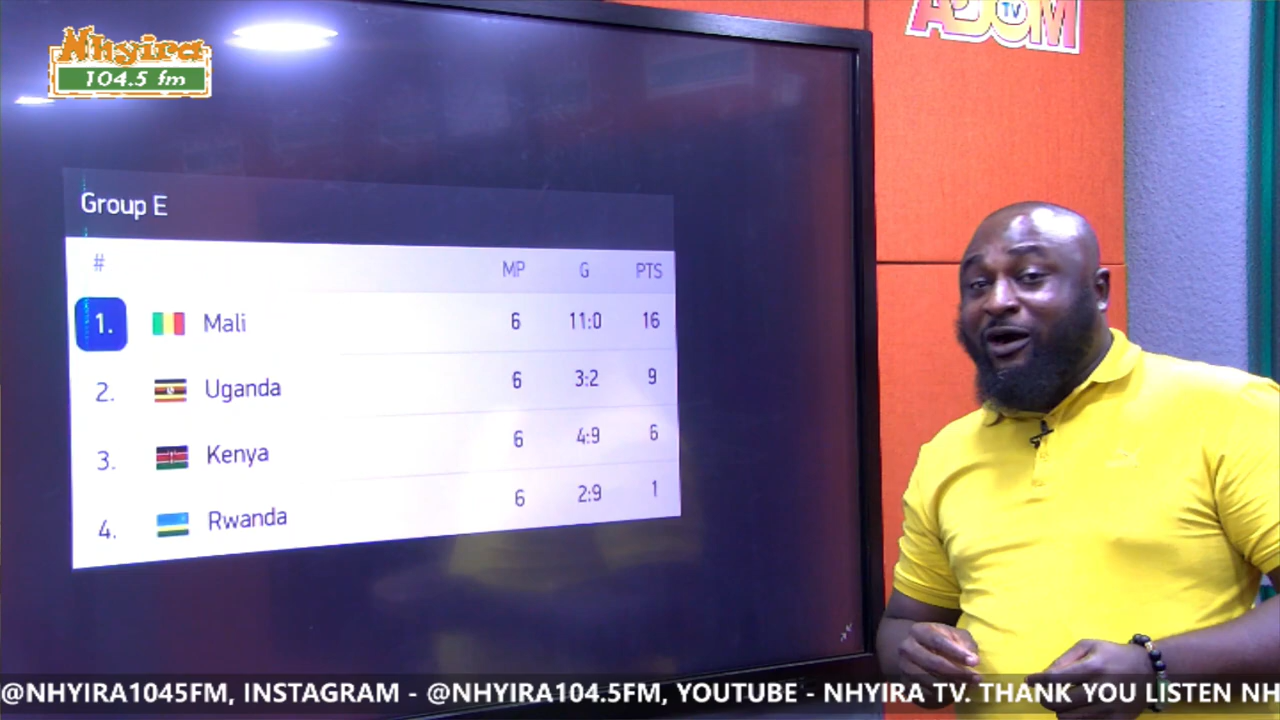 Nhyira
104.5 fm
ADOM
TV
Group E
# MP G PTS
1. Mali 6 11:0 16
2. Uganda 6 3:2 9
3. Kenya 6 4:9 6
4. Rwanda 6 2:9 1
@NHYIRA1045FM, INSTAGRAM - @NHYIRA104.5FM, YOUTUBE - NHYIRA TV. THANK YOU LISTEN NH